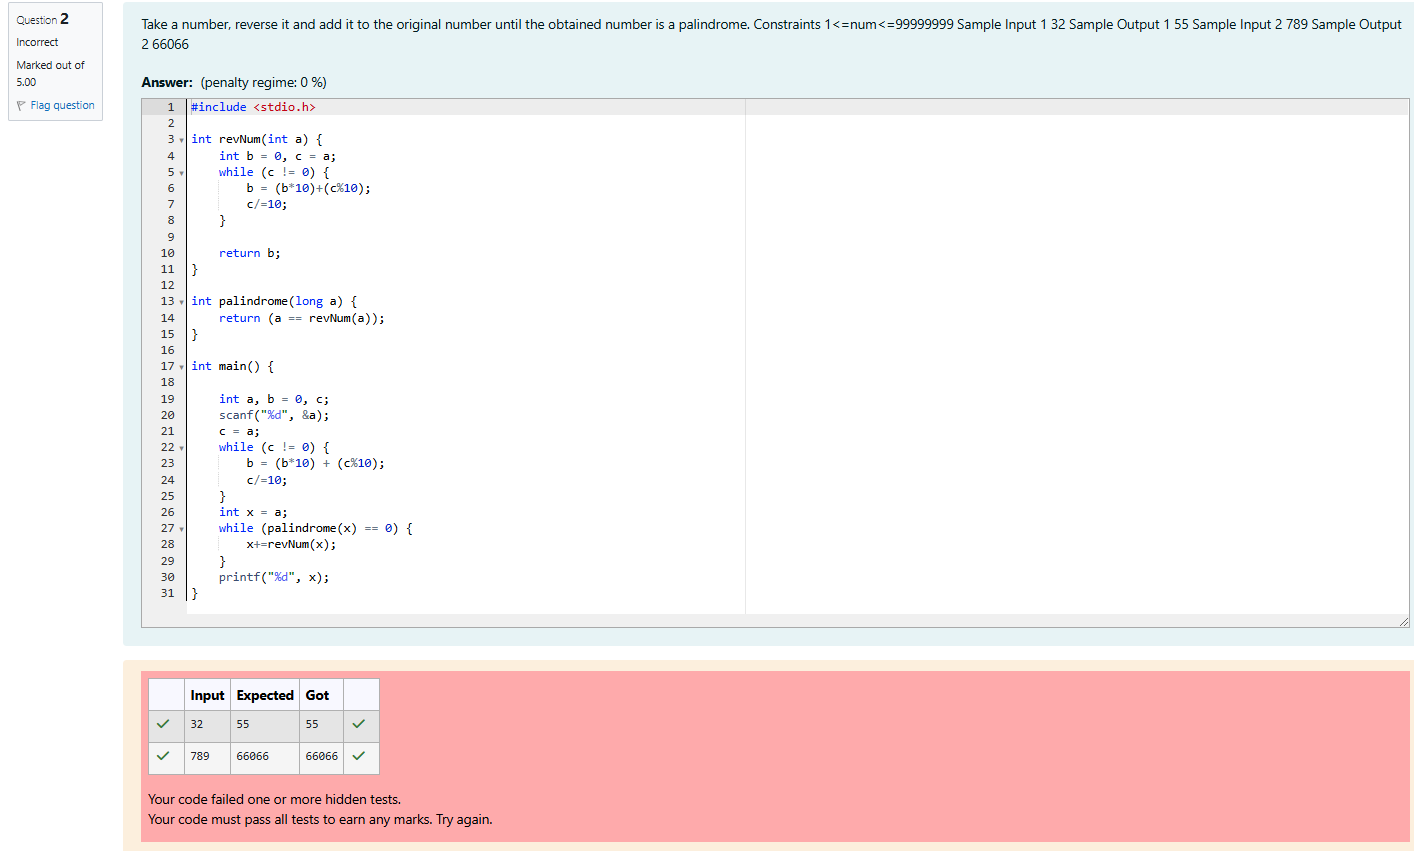 Question 2
Incorrect
Marked out of
5.00
Flag question
Take a number, reverse it and add it to the original number until the obtained number is a palindrome. Constraints 1<=num<=99999999 Sample Input 1 32 Sample Output 1 55 Sample Input 2 789 Sample Output
2 66066
Answer: (penalty regime: 0 %)
1 #include <stdio.h>
2
3 int revNum(int a) {
4 int b = 0, c = a;
5 while (c != 0) {
6 b = (b*10)+(c%10);
7 c/=10;
8 }
9
10 return b;
11 }
12
13 int palindrome(long a) {
14 return (a == revNum(a));
15 }
16
17 int main() {
18
19 int a, b = 0, c;
20 scanf("%d", &a);
21 c = a;
22 while (c != 0) {
23 b = (b*10) + (c%10);
24 c/=10;
25 }
26 int x = a;
27 while (palindrome(x) == 0) {
28 x+=revNum(x);
29 }
30 printf("%d", x);
31 }
Input Expected Got
32 55 55
789 66066 66066
Your code failed one or more hidden tests.
Your code must pass all tests to earn any marks. Try again.